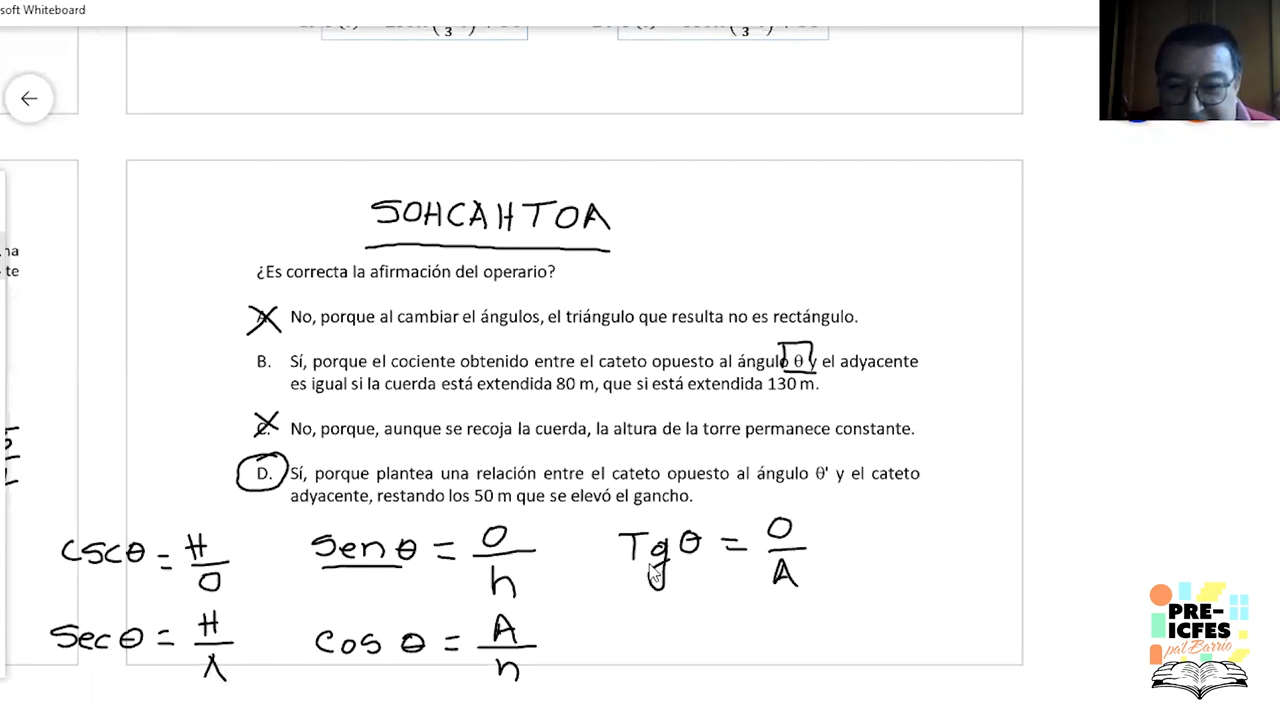 soft Whiteboard
3
3
na
te
SOHCAHTOA
¿Es correcta la afirmación del operario?
A. No, porque al cambiar el ángulos, el triángulo que resulta no es rectángulo.
B. Sí, porque el cociente obtenido entre el cateto opuesto al ángulo θ y el adyacente
es igual si la cuerda está extendida 80 m, que si está extendida 130 m.
C. No, porque, aunque se recoja la cuerda, la altura de la torre permanece constante.
D. Sí, porque plantea una relación entre el cateto opuesto al ángulo θ' y el cateto
adyacente, restando los 50 m que se elevó el gancho.
cscθ = H/O
Senθ = O/h
Tgθ = O/A
Secθ = H/A
Cosθ = A/h
PRE-
ICFES
pal Barrio